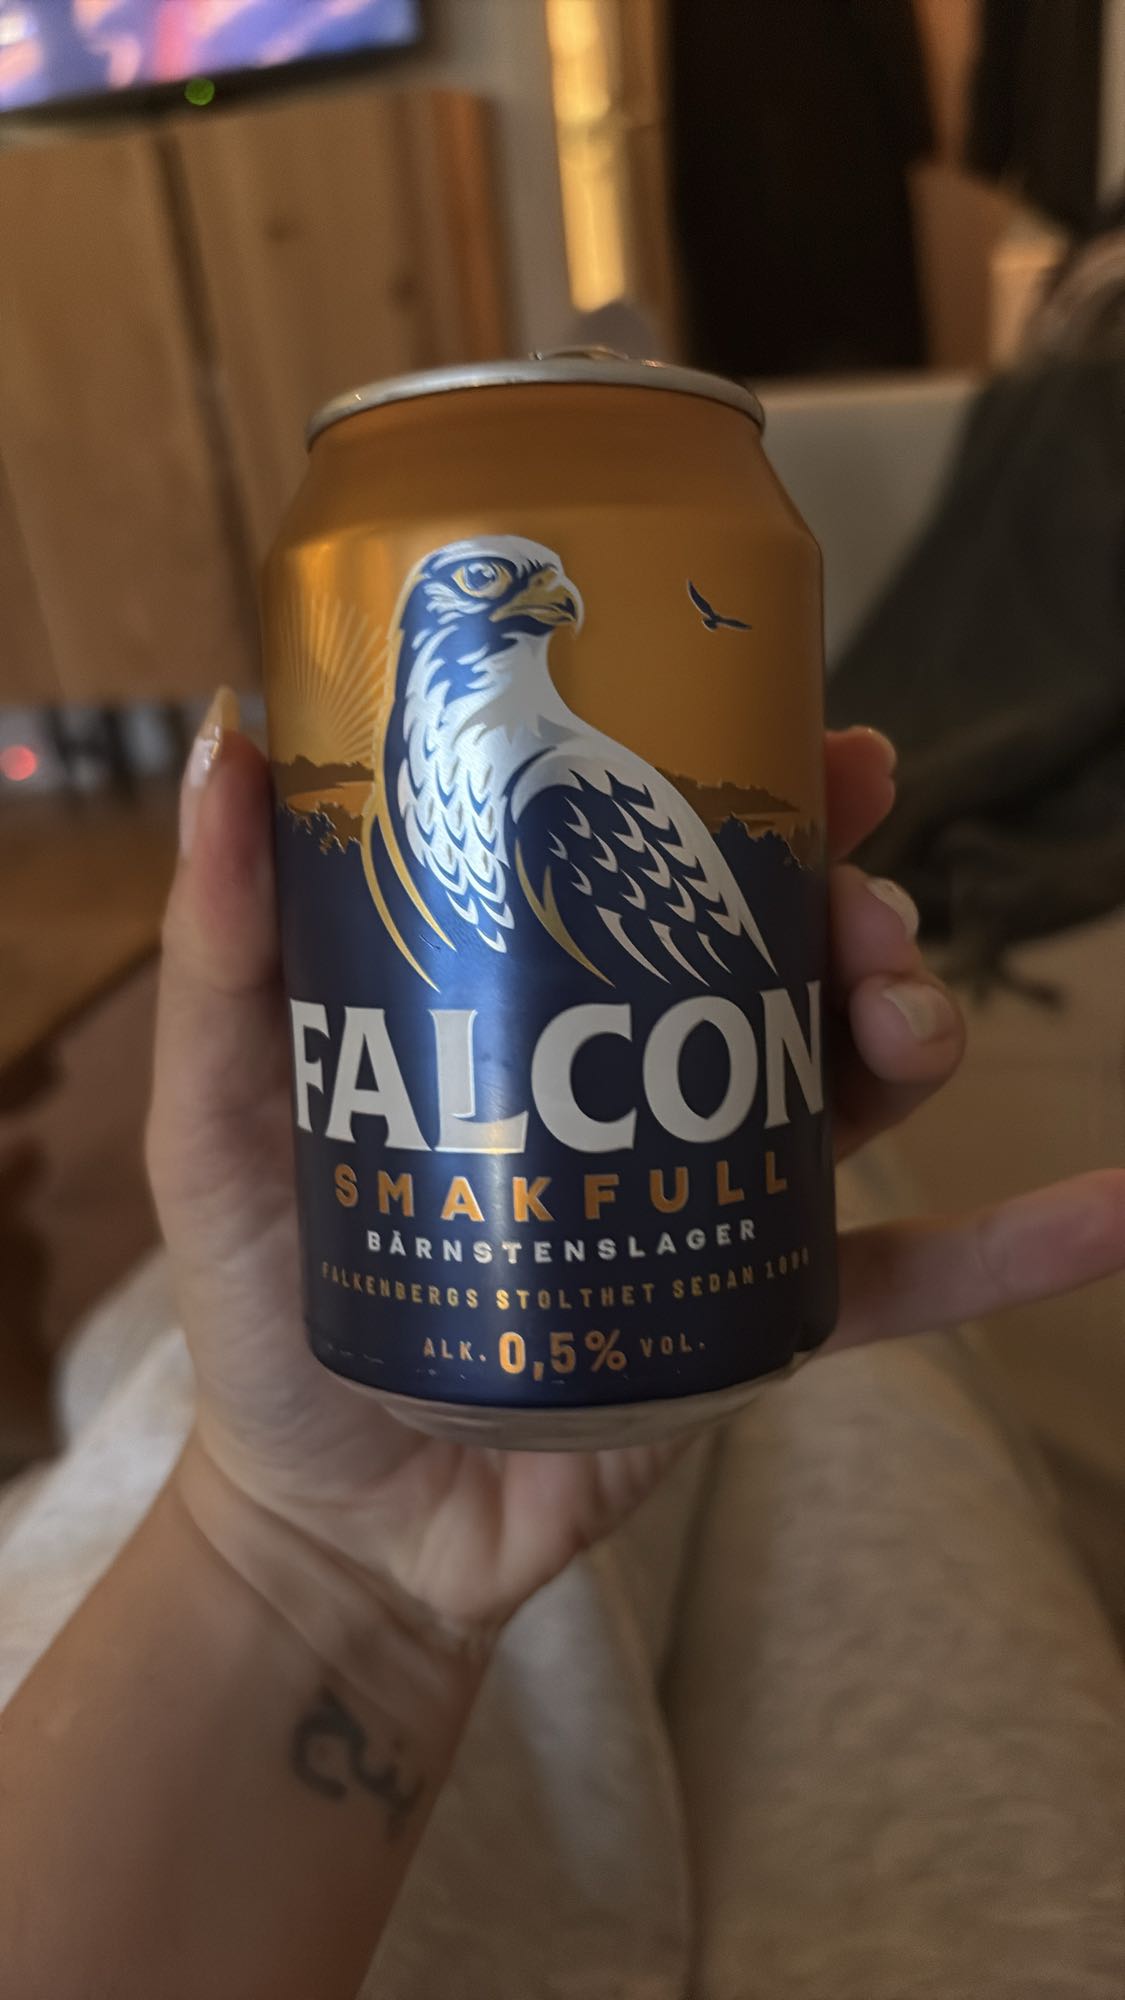 FALCON
SMAKFULL
BÄRNSTENSLAGER
FALKENBERGS STOLTHET SEDAN
ALK. 0,5% VOL.